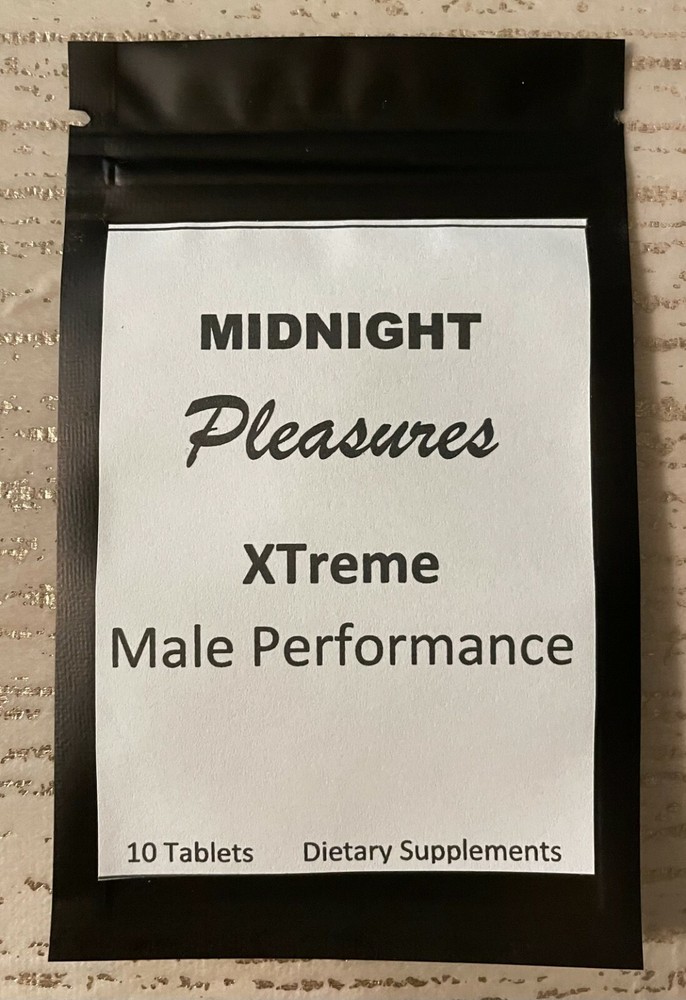 MIDNIGHT
Pleasures
XTreme
Male Performance
10 Tablets Dietary Supplements